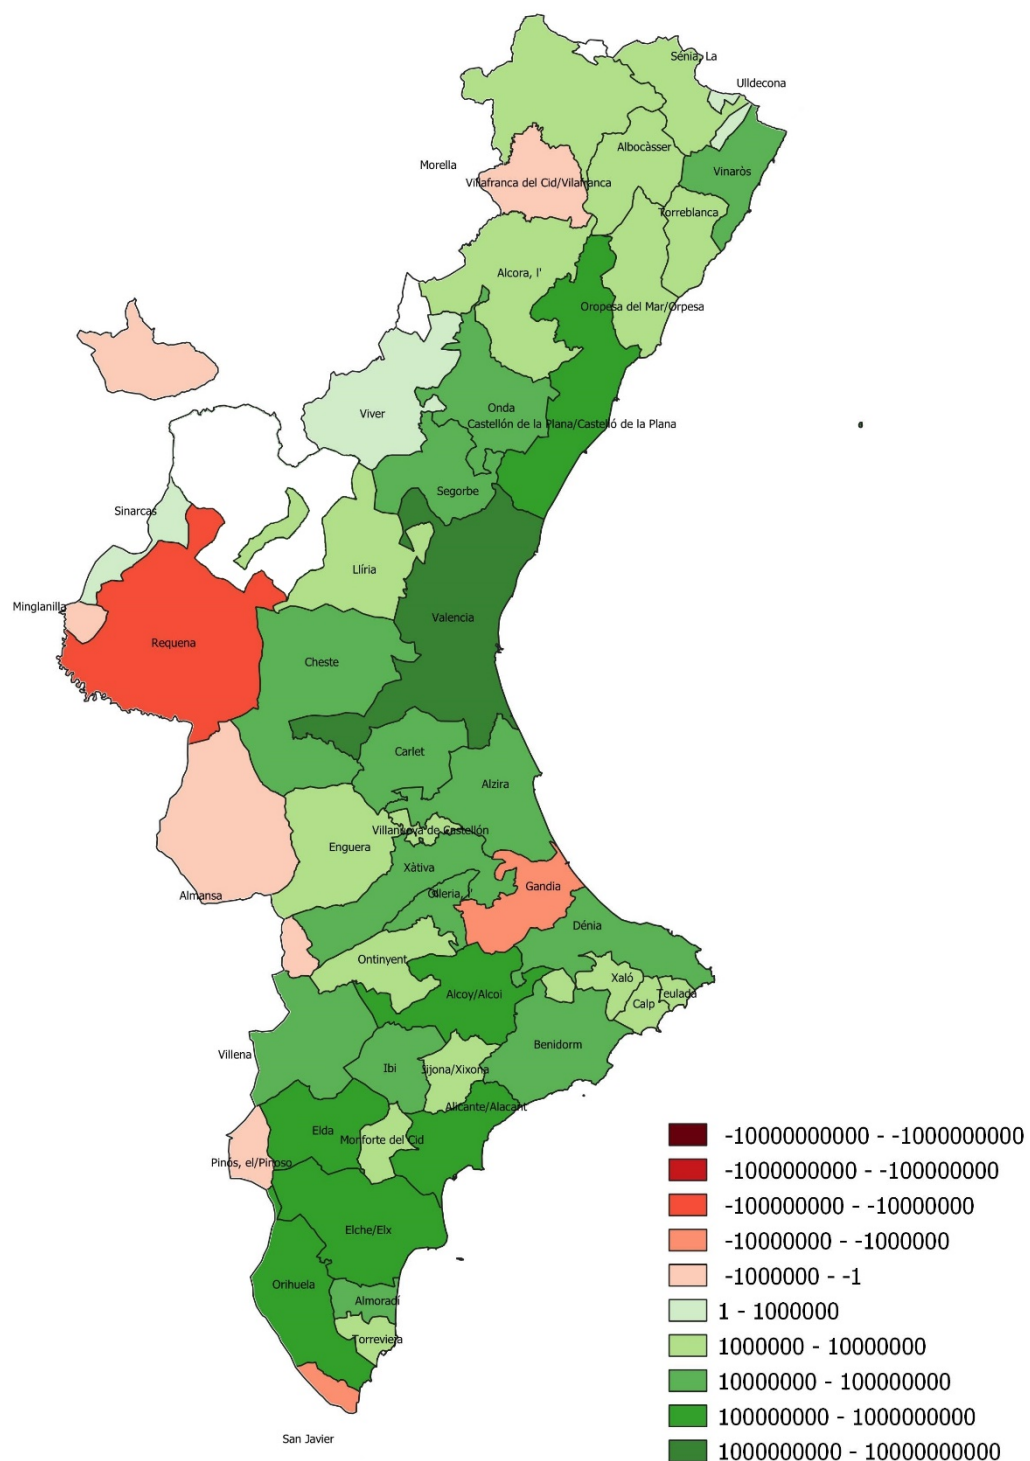 Sénia, La
Ulldecona
Albocàsser
Morella
Vinaròs
Villafranca del Cid/Vilafranca
Torreblanca
Alcora, l'
Oropesa del Mar/Orpesa
Onda
Viver
Castellón de la Plana/Castelló de la Plana
Segorbe
Sinarcas
Llíria
Minglanilla
Valencia
Requena
Cheste
Carlet
Alzira
Villanueva de Castellón
Enguera
Xàtiva
Gandia
Almansa
Olleria, l'
Dénia
Ontinyent
Xaló
Teulada
Alcoy/Alcoi
Calp
Benidorm
Villena
Ibi
Jijona/Xixona
Alicante/Alacant
Elda
Monforte del Cid
Pinós, el/Pinoso
Elche/Elx
Orihuela
Almoradí
Torrevieja
San Javier
-10000000000 - -1000000000
-1000000000 - -100000000
-100000000 - -10000000
-10000000 - -1000000
-1000000 - -1
1 - 1000000
1000000 - 10000000
10000000 - 100000000
100000000 - 1000000000
1000000000 - 10000000000